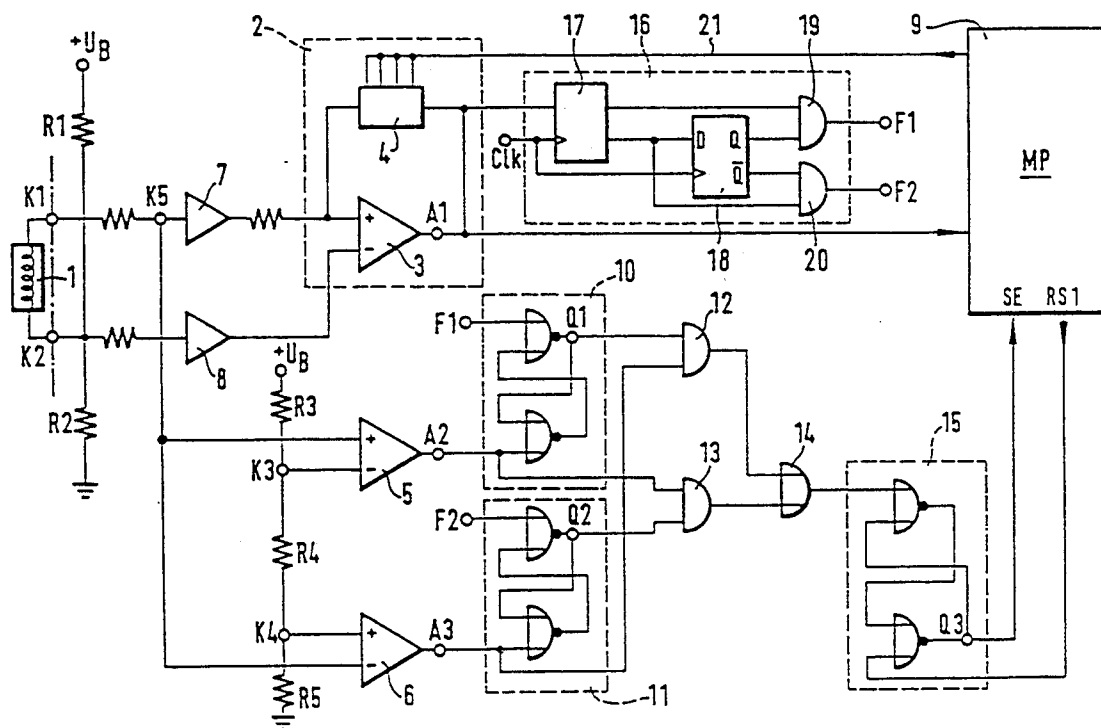 2
17
16
21
19
9
+U_B
R1
4
Clk
D Q
Q̅
F1
MP
K1
K5
7
A1
F2
+
-
3
18
20
1
10
SE RS1
K2
8
+U_B
F1
Q1
12
R2
R3
K3
+
-
5
A2
13
14
15
F2
Q2
R4
K4
+
-
6
A3
Q3
R5
11